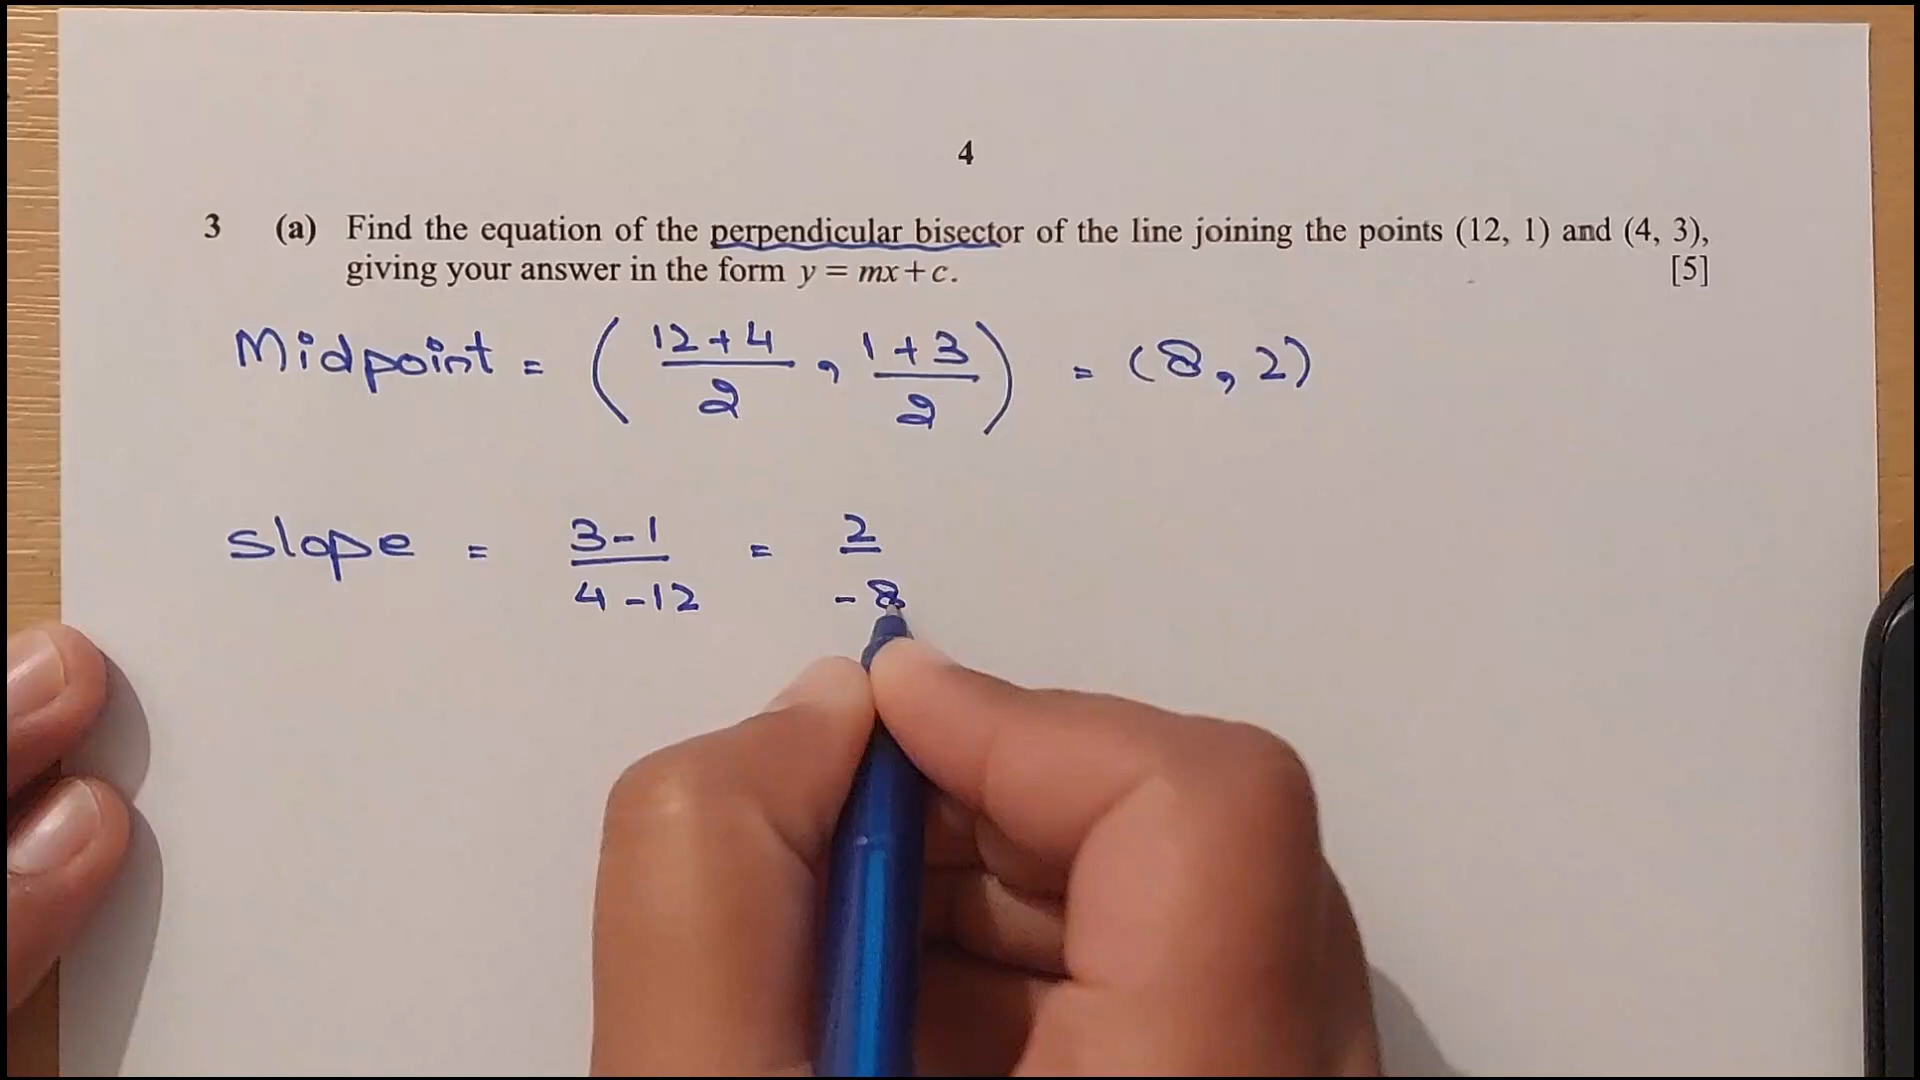 4
3 (a) Find the equation of the perpendicular bisector of the line joining the points (12, 1) and (4, 3),
giving your answer in the form y = mx + c. [5]
Midpoint = ( 12+4 / 2 , 1+3 / 2 ) = (8, 2)
Slope = 3-1 / 4-12 = 2 / -8